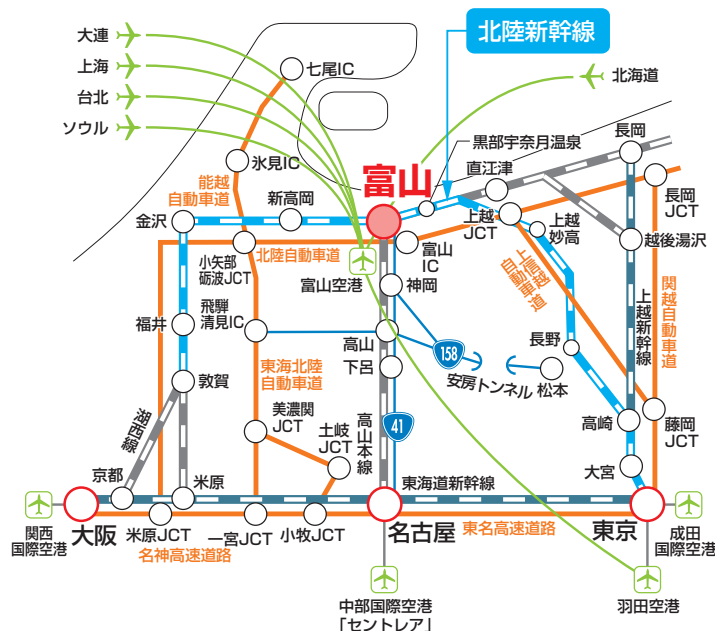 大連
上海
台北
ソウル
北陸新幹線
北海道
七尾IC
氷見IC
能越
自動車道
黒部宇奈月温泉
直江津
長岡
富山
新高岡
金沢
上越
JCT
上越
妙高
長岡
JCT
越後湯沢
北陸自動車道
小矢部
砺波JCT
富山
IC
富山空港
神岡
上信越
自動車道
上越新幹線
関越自動車道
福井
飛騨
清見IC
高山
下呂
158
安房トンネル
松本
長野
敦賀
東海北陸
自動車道
湖西線
美濃関
JCT
土岐
JCT
高山本線
41
高崎
藤岡
JCT
大宮
京都
米原
東海道新幹線
関西
国際空港
大阪
米原JCT
名神高速道路
一宮JCT
小牧JCT
名古屋
東名高速道路
東京
成田
国際空港
中部国際空港
「セントレア」
羽田空港